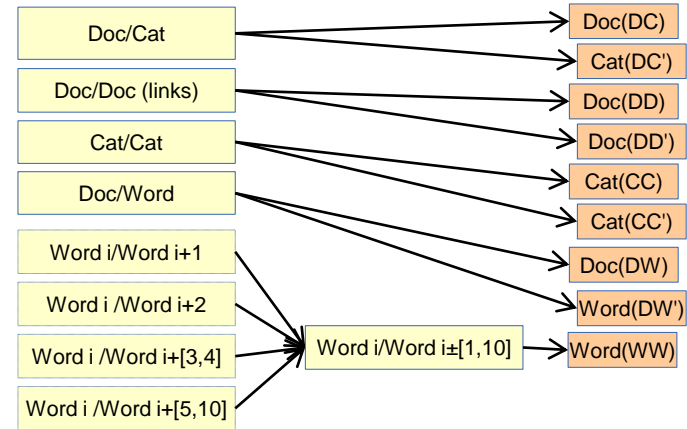 Doc/Cat
Doc/Doc (links)
Cat/Cat
Doc/Word
Word i/Word i+1
Word i /Word i+2
Word i /Word i+[3,4]
Word i /Word i+[5,10]
Word i/Word i±[1,10]
Doc(DC)
Cat(DC')
Doc(DD)
Doc(DD')
Cat(CC)
Cat(CC')
Doc(DW)
Word(DW')
Word(WW)